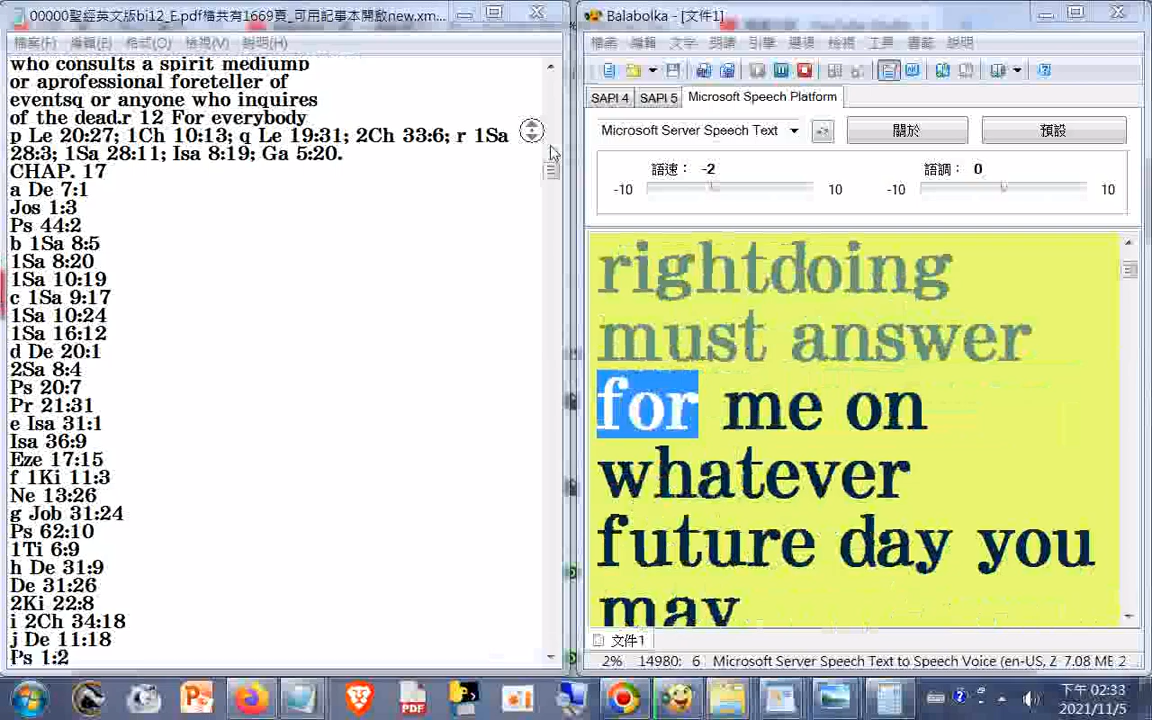 00000聖經英文版bi12_E.pdf檔共有1669頁_可用記事本開啟new.xm...
檔案(F) 編輯(E) 格式(O) 檢視(V) 說明(H)
who consults a spirit mediump
or aprofessional foreteller of
eventsq or anyone who inquires
of the dead.r 12 For everybody
p Le 20:27; 1Ch 10:13; q Le 19:31; 2Ch 33:6; r 1Sa
28:3; 1Sa 28:11; Isa 8:19; Ga 5:20.
CHAP. 17
a De 7:1
Jos 1:3
Ps 44:2
b 1Sa 8:5
1Sa 8:20
1Sa 10:19
c 1Sa 9:17
1Sa 10:24
1Sa 16:12
d De 20:1
2Sa 8:4
Ps 20:7
Pr 21:31
e Isa 31:1
Isa 36:9
Eze 17:15
f 1Ki 11:3
Ne 13:26
g Job 31:24
Ps 62:10
1Ti 6:9
h De 31:9
De 31:26
2Ki 22:8
i 2Ch 34:18
j De 11:18
Ps 1:2
Balabolka - [文件1]
檔案 編輯 文字 朗讀 引擎 選項 檢視 工具 書籤 說明
SAPI 4 SAPI 5 Microsoft Speech Platform
Microsoft Server Speech Text 關於 預設
語速： -2 語調： 0
-10 10 -10 10
rightdoing
must answer
for me on
whatever
future day you
may
文件1
2% 14980: 6 Microsoft Server Speech Text to Speech Voice (en-US, Z 7.08 ME 2
PDF
下午 02:33
2021/11/5